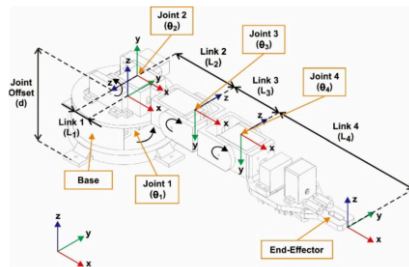 Joint 2
(θ2)
Joint 3
(θ3)
Link 2
(L2)
Joint
Offset
(d)
Link 3
(L3)
Joint 4
(θ4)
Link 1
(L1)
Link 4
(L4)
Base
Joint 1
(θ1)
End-Effector
y
z
x
z
x
y
z
x
y
z
x
y
z
y
x
z
y
x